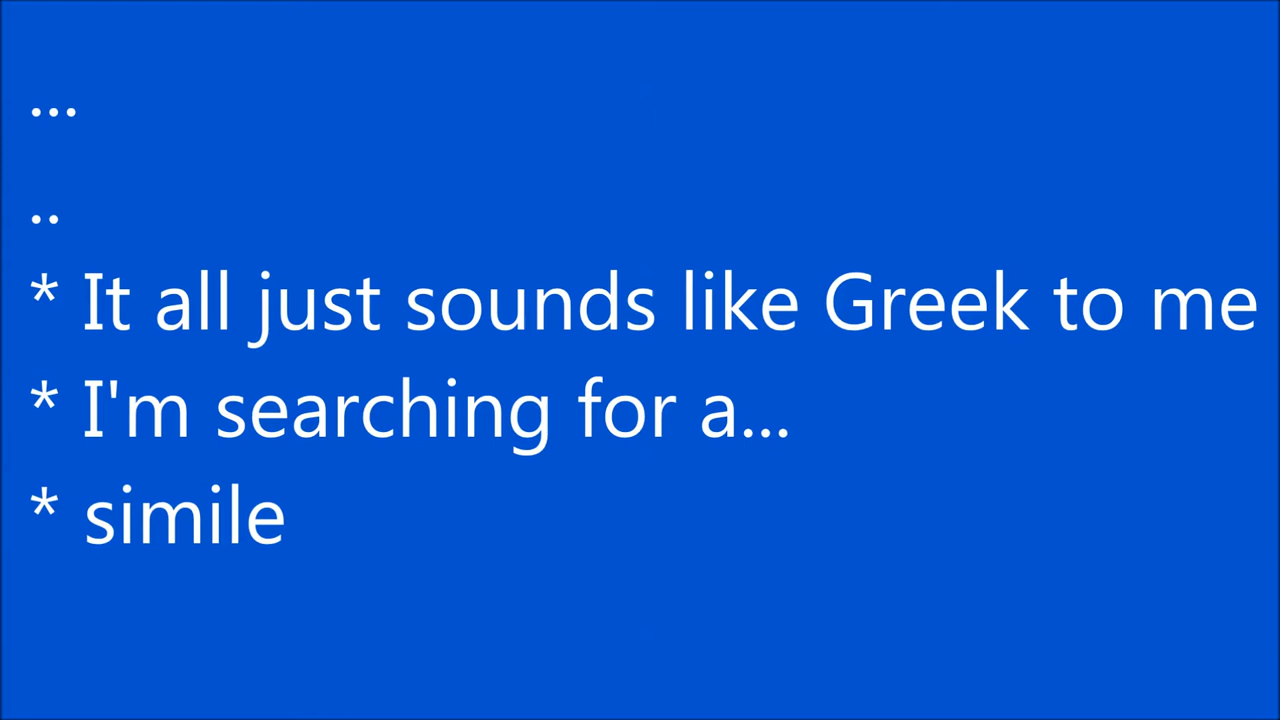 ...
..
* It all just sounds like Greek to me
* I'm searching for a...
* simile